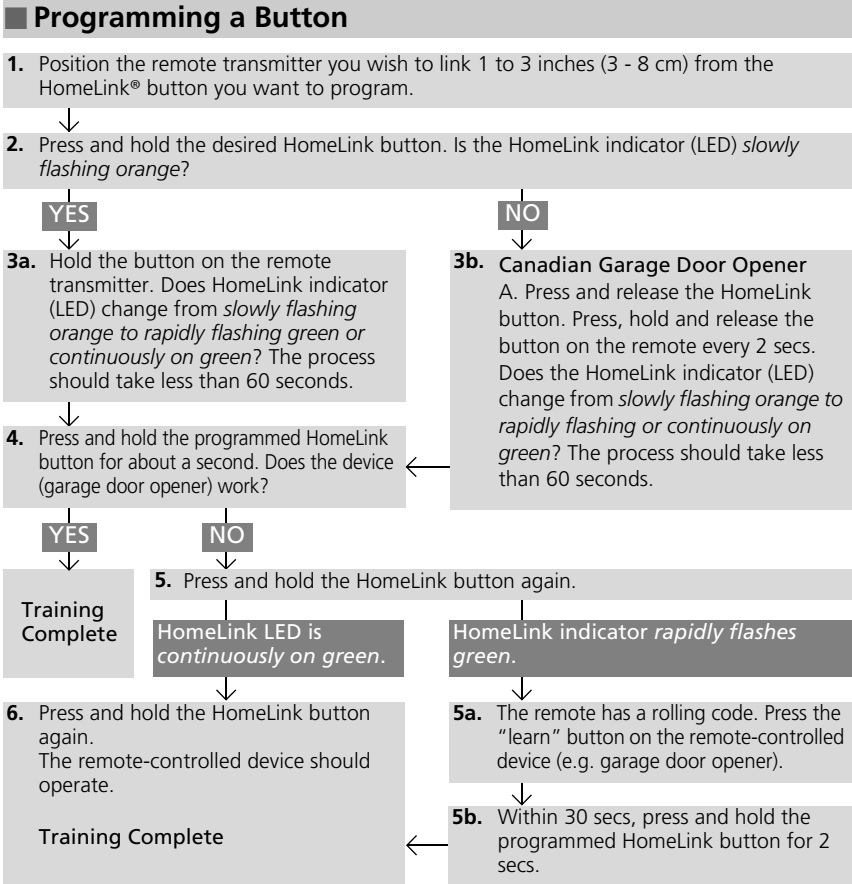 Programming a Button
1. Position the remote transmitter you wish to link 1 to 3 inches (3 - 8 cm) from the
HomeLink® button you want to program.
2. Press and hold the desired HomeLink button. Is the HomeLink indicator (LED) slowly
flashing orange?
YES
NO
3a. Hold the button on the remote
transmitter. Does HomeLink indicator
(LED) change from slowly flashing
orange to rapidly flashing green or
continuously on green? The process
should take less than 60 seconds.
3b. Canadian Garage Door Opener
A. Press and release the HomeLink
button. Press, hold and release the
button on the remote every 2 secs.
Does the HomeLink indicator (LED)
change from slowly flashing orange to
rapidly flashing or continuously on
green? The process should take less
than 60 seconds.
4. Press and hold the programmed HomeLink
button for about a second. Does the device
(garage door opener) work?
YES
NO
Training
Complete
5. Press and hold the HomeLink button again.
HomeLink LED is
continuously on green.
HomeLink indicator rapidly flashes
green.
6. Press and hold the HomeLink button
again.
The remote-controlled device should
operate.
Training Complete
5a. The remote has a rolling code. Press the
“learn” button on the remote-controlled
device (e.g. garage door opener).
5b. Within 30 secs, press and hold the
programmed HomeLink button for 2
secs.